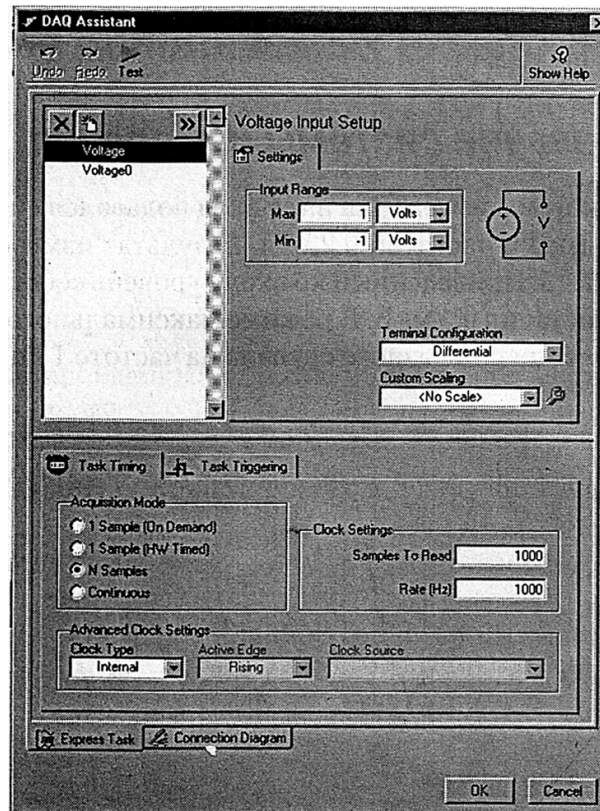 DAQ Assistant
Undo Redo Test
Show Help
Voltage
Voltage0
Voltage Input Setup
Settings
Input Range
Max 1 Volts
Min -1 Volts
V
Terminal Configuration
Differential
Custom Scaling
<No Scale>
Task Timing Task Triggering
Acquisition Mode
1 Sample (On Demand)
1 Sample (HW Timed)
N Samples
Continuous
Clock Settings
Samples To Read 1000
Rate (Hz) 1000
Advanced Clock Settings
Clock Type Active Edge Clock Source
Internal Rising
Express Task Connection Diagram
OK Cancel